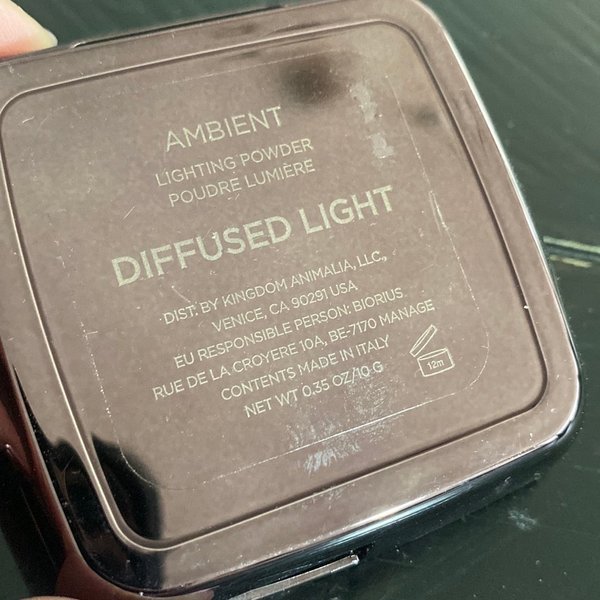 AMBIENT
LIGHTING POWDER
POUDRE LUMIÈRE
DIFFUSED LIGHT
DIST. BY KINGDOM ANIMALIA, LLC.,
VENICE, CA 90291 USA
EU RESPONSIBLE PERSON: BIORIUS
RUE DE LA CROYERE 10A, BE-7170 MANAGE
CONTENTS MADE IN ITALY
NET WT 0.35 OZ/10 G
12m